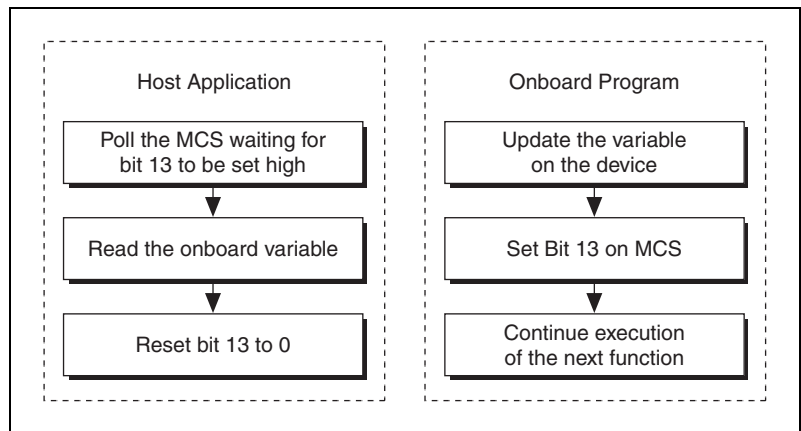 Host Application
Poll the MCS waiting for
bit 13 to be set high
Read the onboard variable
Reset bit 13 to 0
Onboard Program
Update the variable
on the device
Set Bit 13 on MCS
Continue execution
of the next function